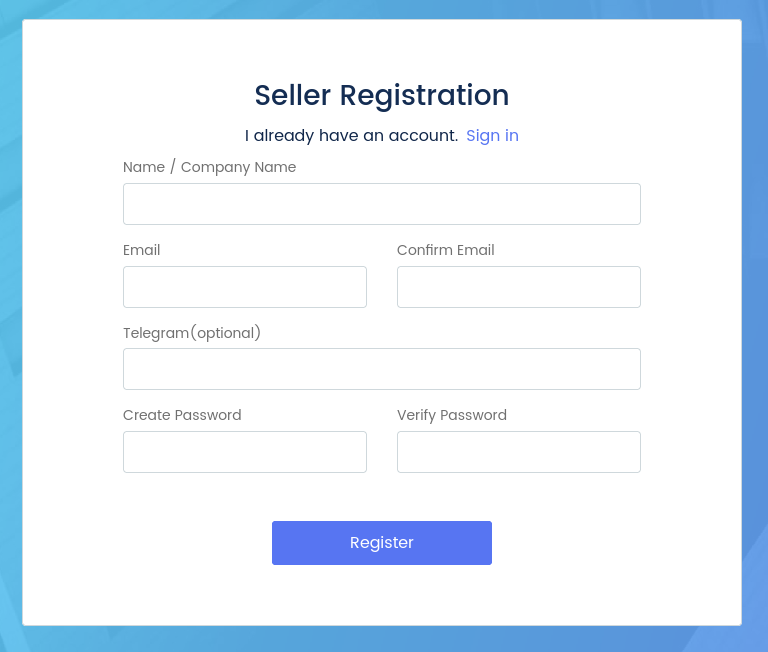 Seller Registration
I already have an account. Sign in
Name / Company Name
Email
Confirm Email
Telegram(optional)
Create Password
Verify Password
Register